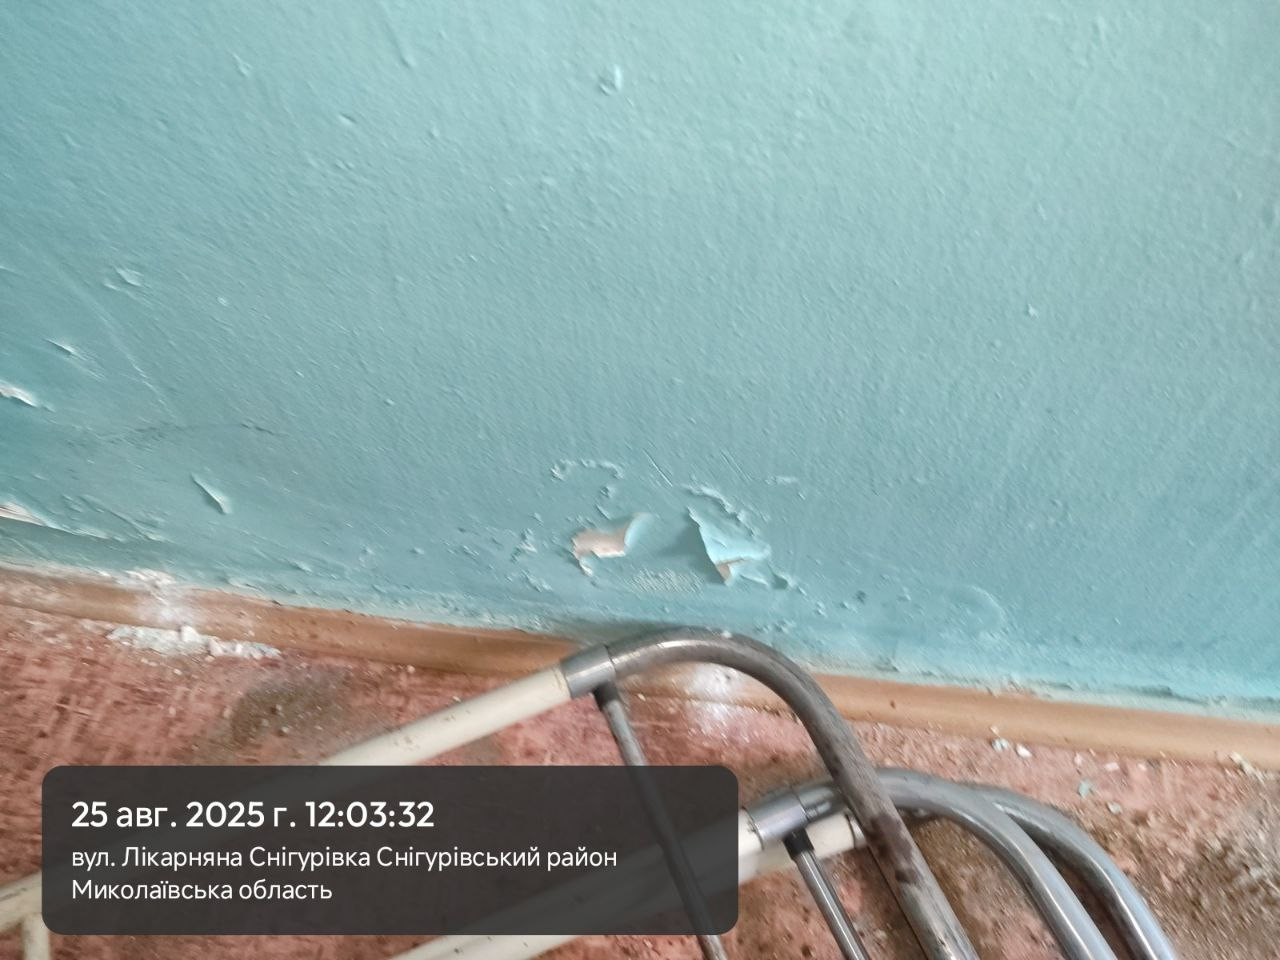 25 авг. 2025 г. 12:03:32
вул. Лікарняна Снігурівка Снігурівський район
Миколаївська область